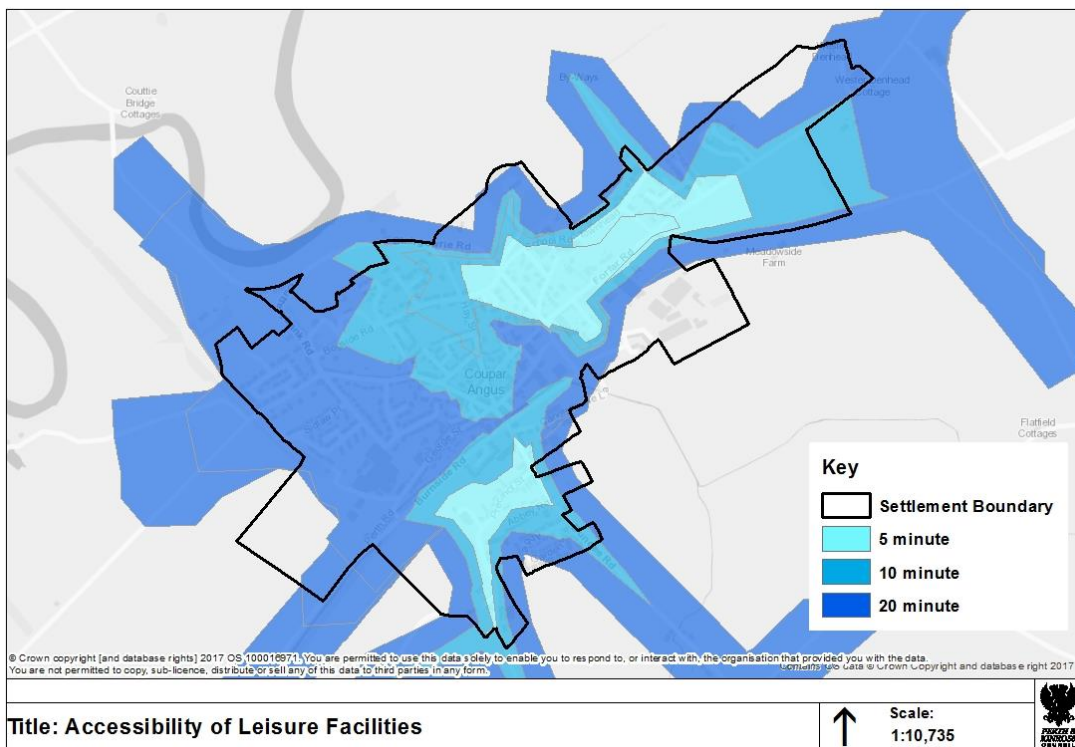 Couttie
Bridge
Cottages
Coupar
Angus
Forfar Rd
Burnside Rd
Meadowside
Farm
Flatfield
Cottages
Key
Settlement Boundary
5 minute
10 minute
20 minute
© Crown copyright [and database rights] 2017 OS 100016971. You are permitted to use this data solely to enable you to respond to, or interact with, the organisation that provided you with the data.
You are not permitted to copy, sub-licence, distribute or sell any of this data to third parties in any form.
Contains OS data © Crown Copyright and database right 2017
Title: Accessibility of Leisure Facilities
Scale:
1:10,735